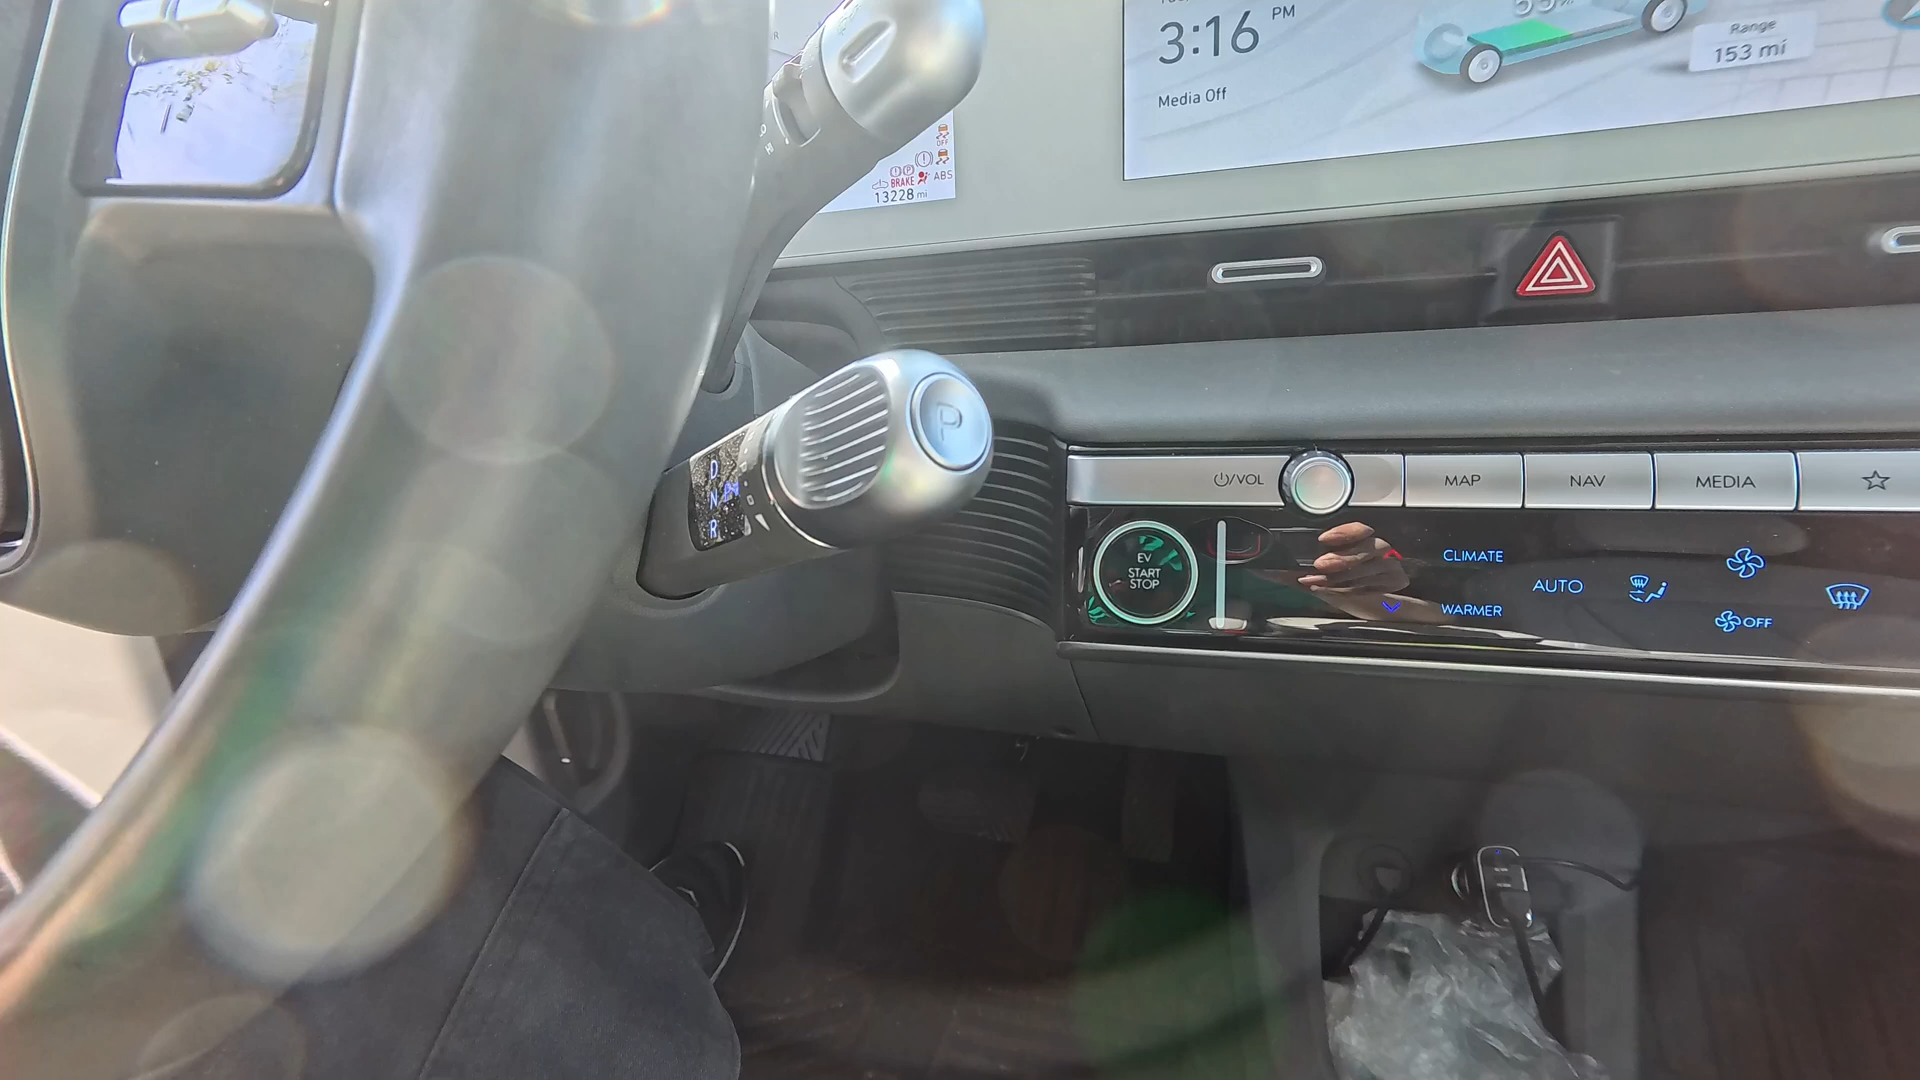 3:16 PM
Media Off
Range
153 mi
OFF
BRAKE
ABS
13228 mi
P
D
N
R
⏻/VOL
MAP
NAV
MEDIA
☆
EV
START
STOP
CLIMATE
WARMER
AUTO
OFF